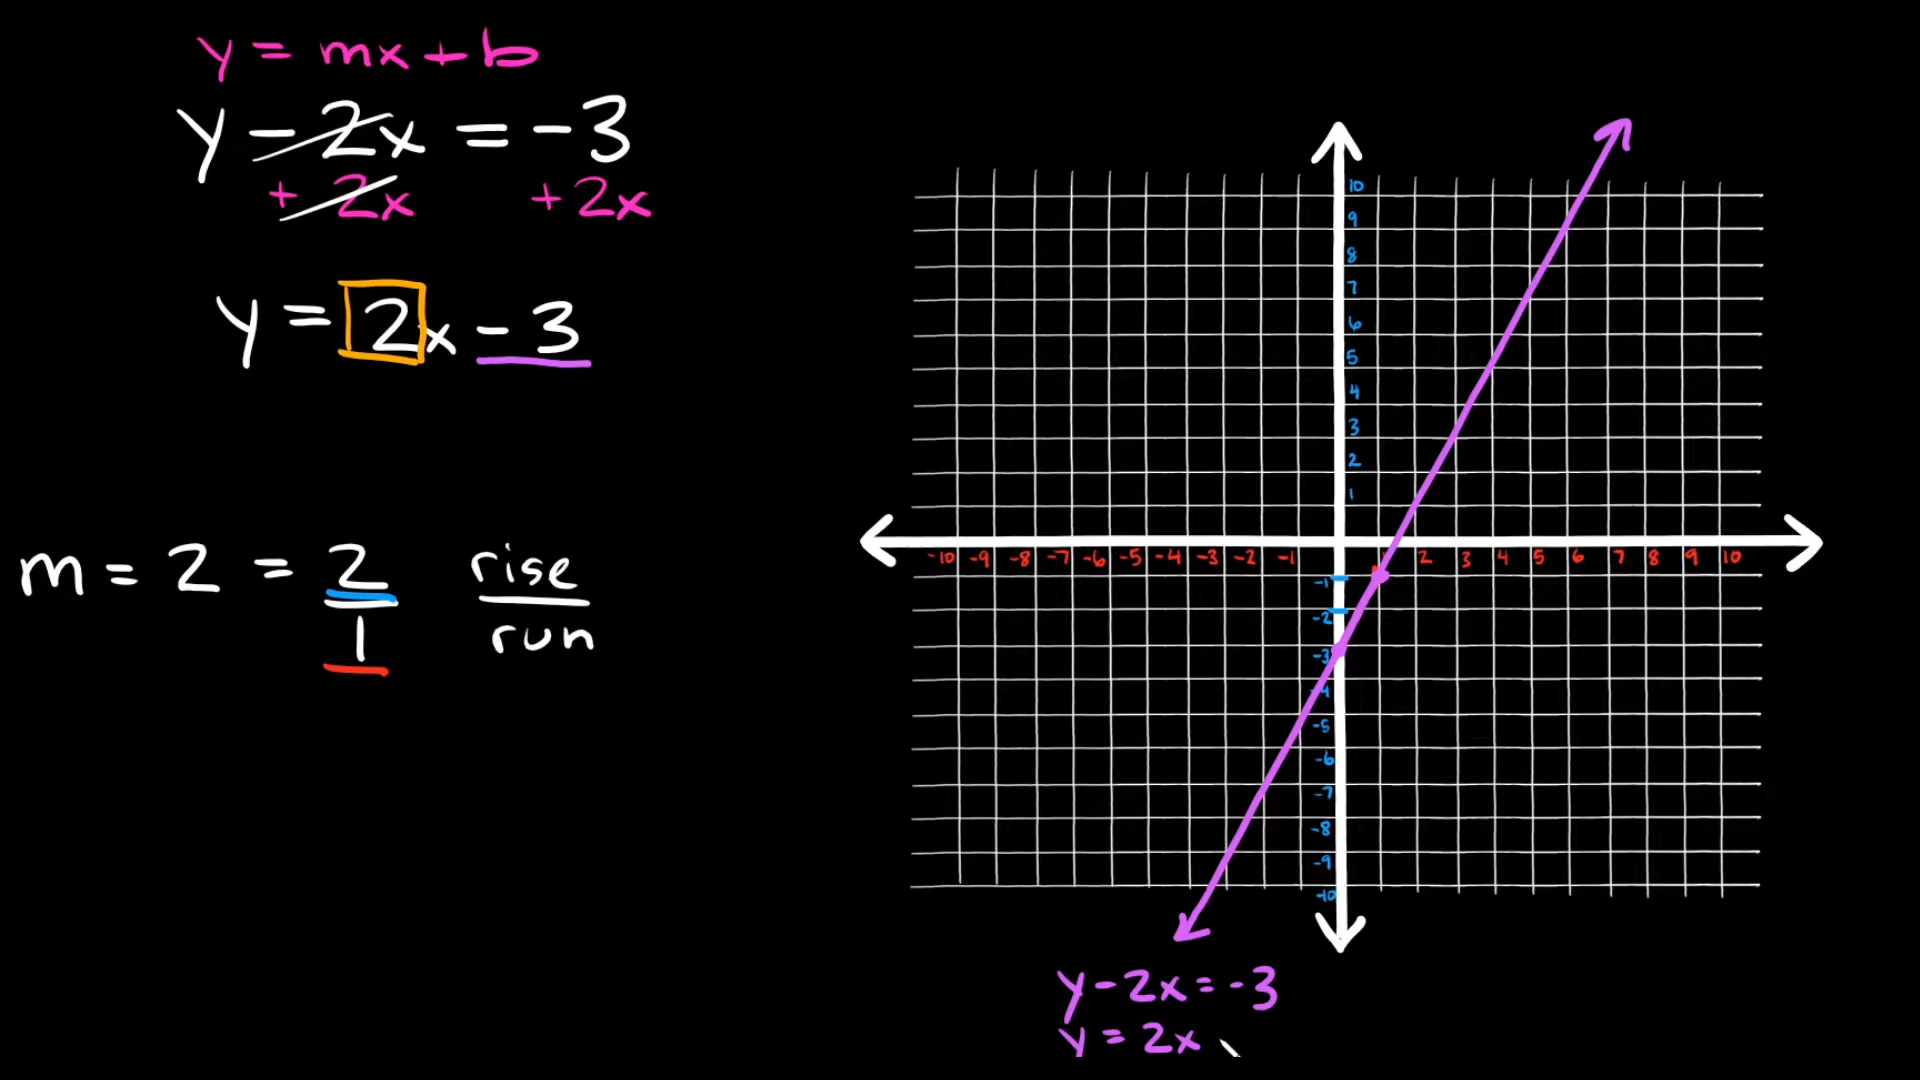 y = mx + b
y - 2x = -3
+ 2x + 2x
y = 2x - 3
m = 2 = 2/1 rise/run
10
9
8
7
6
5
4
3
2
1
-10 -9 -8 -7 -6 -5 -4 -3 -2 -1 1 2 3 4 5 6 7 8 9 10
-1
-2
-3
-4
-5
-6
-7
-8
-9
-10
y - 2x = -3
y = 2x